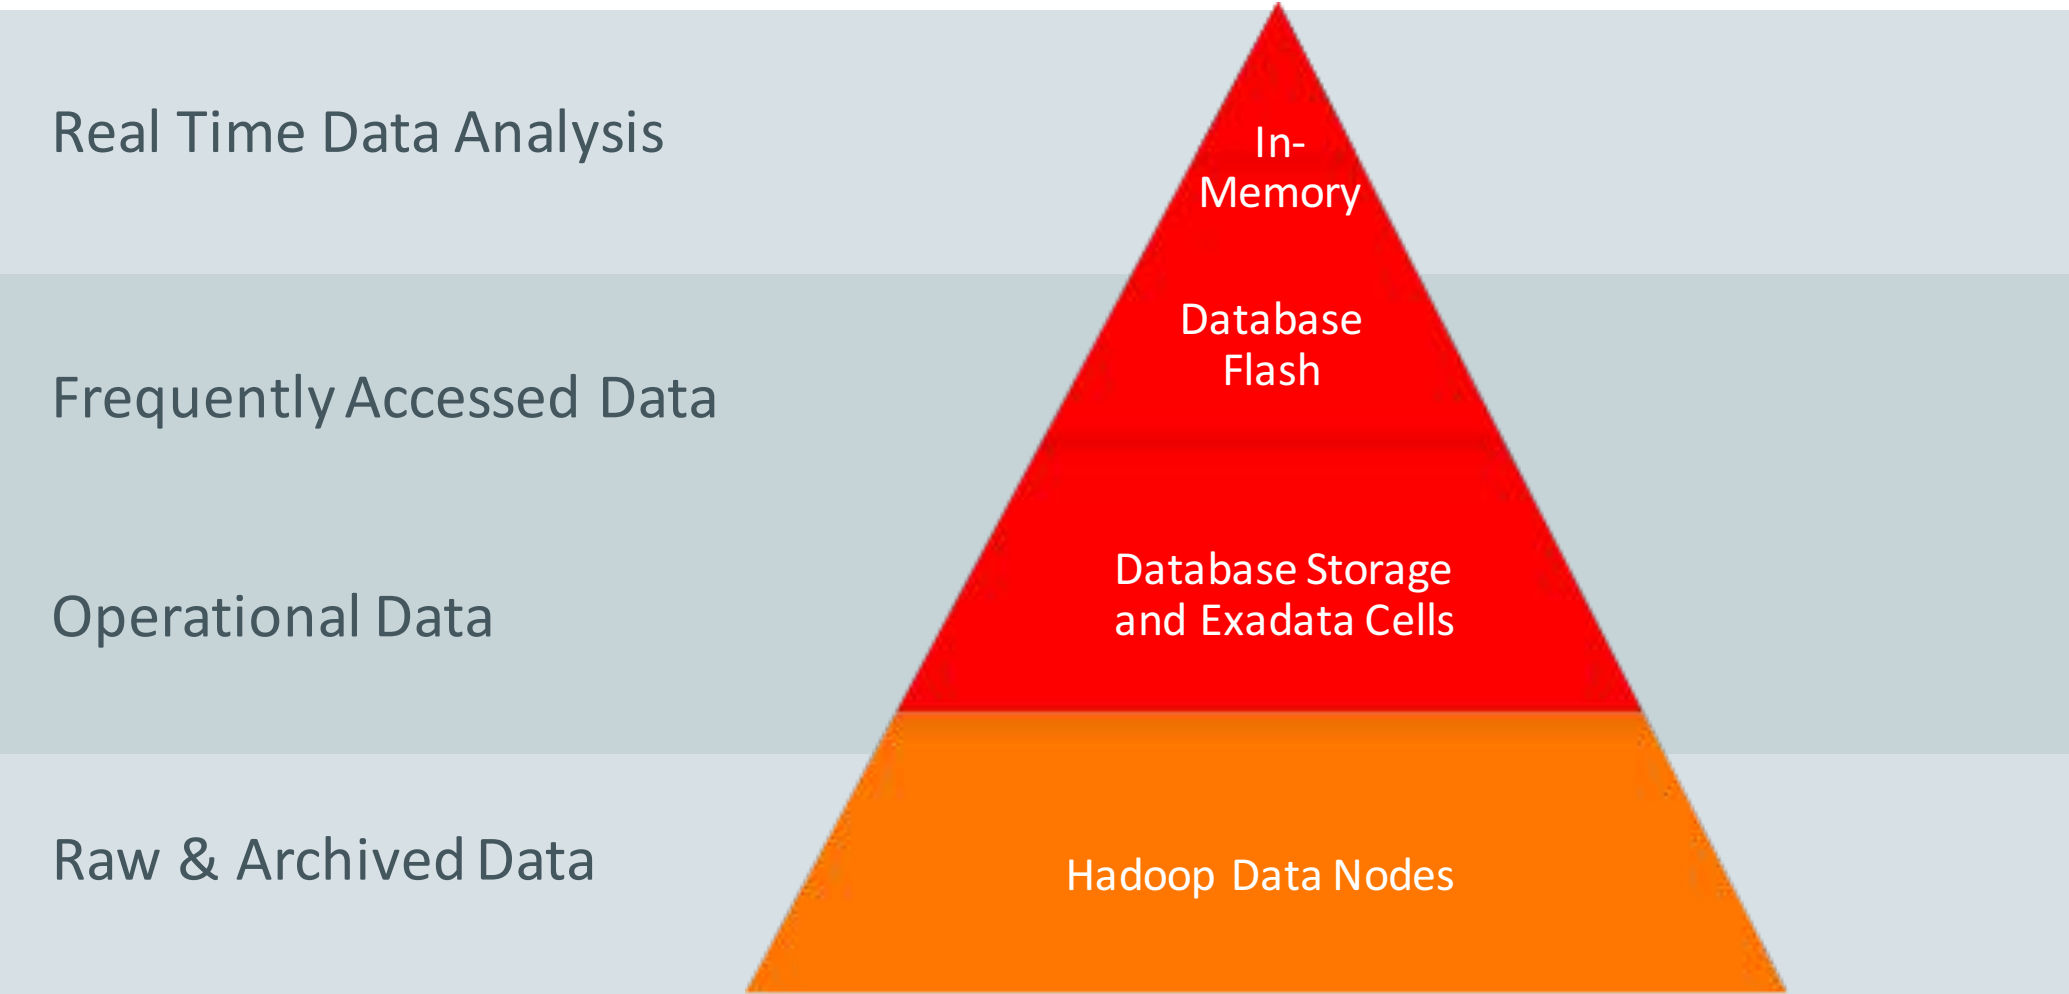 Real Time Data Analysis
In-
Memory
Frequently Accessed Data
Database
Flash
Operational Data
Database Storage
and Exadata Cells
Raw & Archived Data
Hadoop Data Nodes